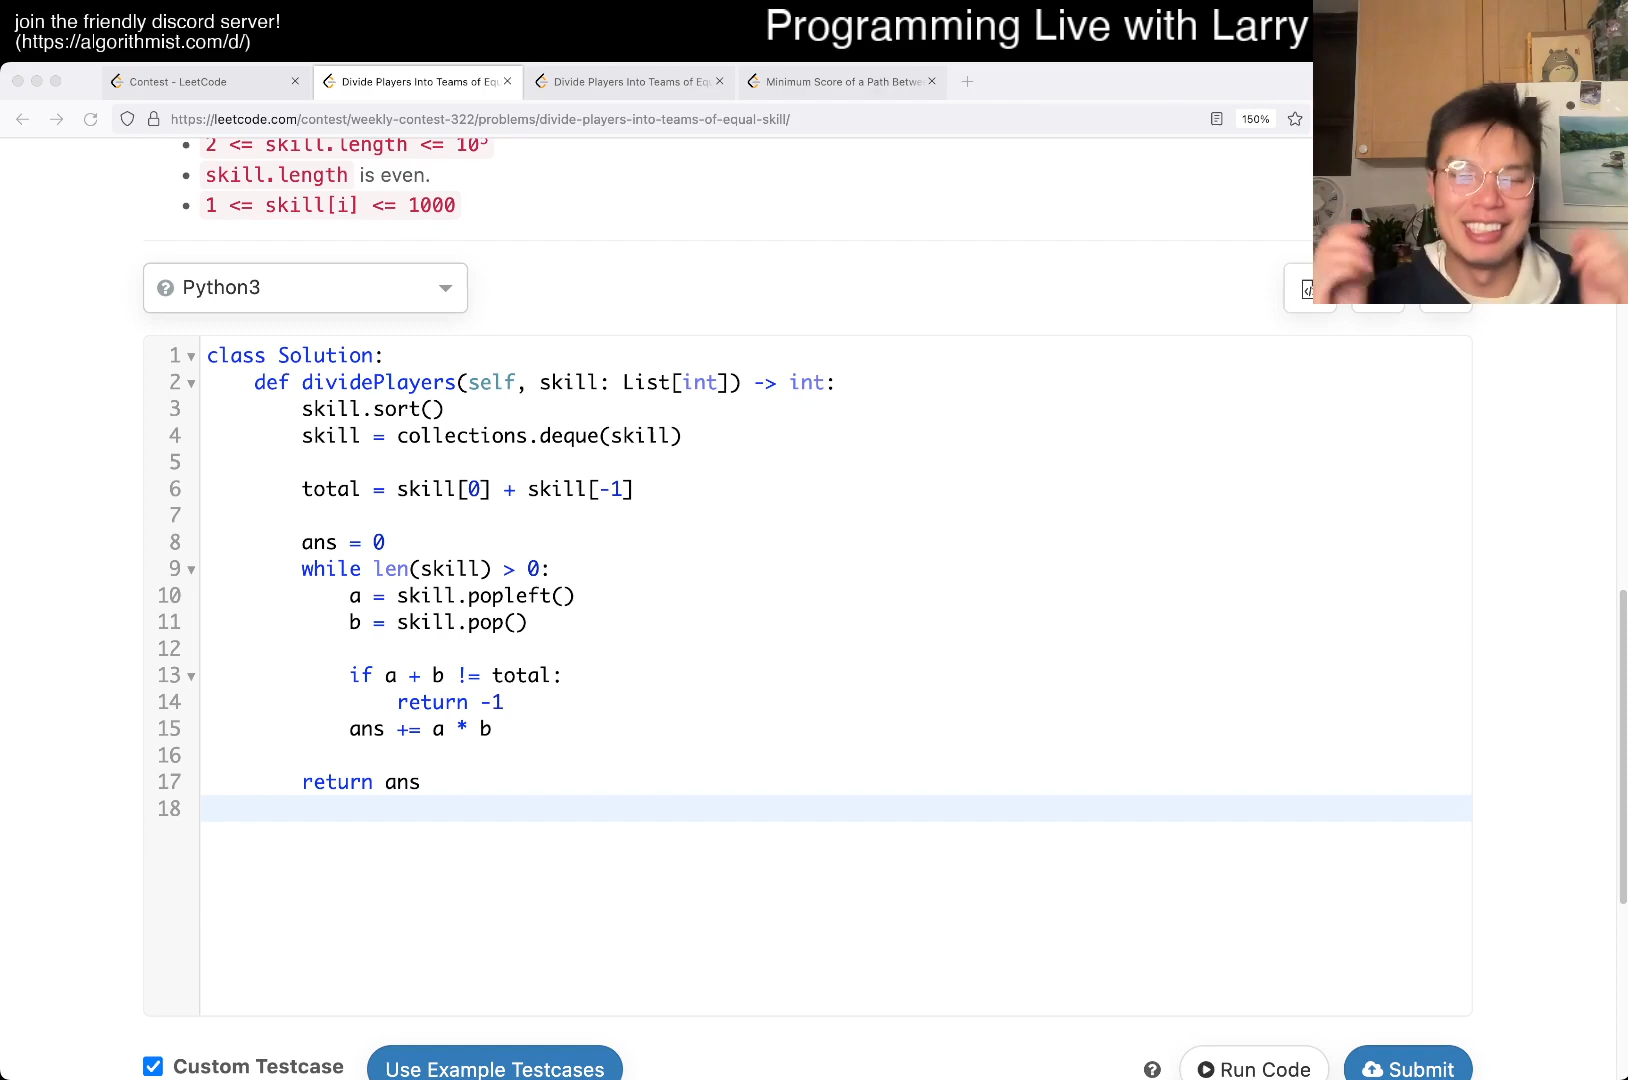 join the friendly discord server!
(https://algorithmist.com/d/)
Programming Live with Larry
Contest - LeetCode
Divide Players Into Teams of Equ
Divide Players Into Teams of Equ
Minimum Score of a Path Betwe
https://leetcode.com/contest/weekly-contest-322/problems/divide-players-into-teams-of-equal-skill/
150%
2 <= skill.length <= 10⁵
skill.length is even.
1 <= skill[i] <= 1000
Python3
1 class Solution:
2     def dividePlayers(self, skill: List[int]) -> int:
3         skill.sort()
4         skill = collections.deque(skill)
5
6         total = skill[0] + skill[-1]
7
8         ans = 0
9         while len(skill) > 0:
10             a = skill.popleft()
11             b = skill.pop()
12
13             if a + b != total:
14                 return -1
15             ans += a * b
16
17         return ans
18
Custom Testcase
Use Example Testcases
Run Code
Submit